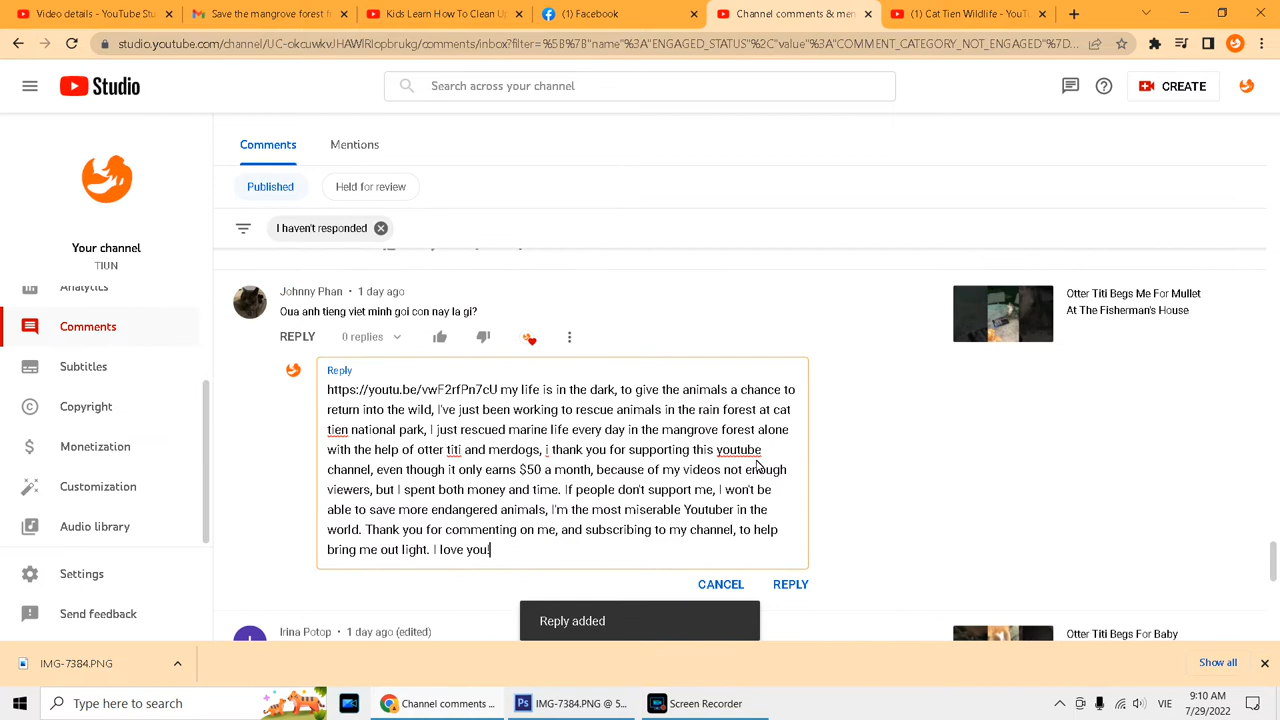 Videos - YouTube Stu
Save the mangrove forest f
Kids Learn How To Clean Up
(1) Facebook
Channel comments & men
(1) Cat Tien Wildlife - YouTu
studio.youtube.com/channel/UC-okcuwvJHAWRlopbrukg/comments/inbox?filter=%5B%7B"name"%3A"ENGAGED_STATUS"%2C"value"%3A"COMMENT_CATEGORY_NOT_ENGAGED"%7D...
Studio
Search across your channel
CREATE
Your channel
TIUN
Analytics
Comments
Subtitles
Copyright
Monetization
Customization
Audio library
Settings
Send feedback
Comments
Mentions
Published
Held for review
I haven't responded
Johnny Phan • 1 day ago
Oua anh tieng viet minh goi con nay la gi?
REPLY
0 replies
Otter Titi Begs Me For Mullet
At The Fisherman's House
Reply
https://youtu.be/vwF2rfPn7cU my life is in the dark, to give the animals a chance to
return into the wild, I've just been working to rescue animals in the rain forest at cat
tien national park, I just rescued marine life every day in the mangrove forest alone
with the help of otter titi and merdogs, i thank you for supporting this youtube
channel, even though it only earns $50 a month, because of my videos not enough
viewers, but I spent both money and time. If people don't support me, I won't be
able to save more endangered animals, I'm the most miserable Youtuber in the
world. Thank you for commenting on me, and subscribing to my channel, to help
bring me out light. I love you!
CANCEL
REPLY
Reply added
Irina Potop • 1 day ago (edited)
Otter Titi Begs For Baby
IMG-7384.PNG
Show all
Type here to search
Channel comments ...
IMG-7384.PNG @ 5...
Screen Recorder
VIE
9:10 AM
7/29/2022